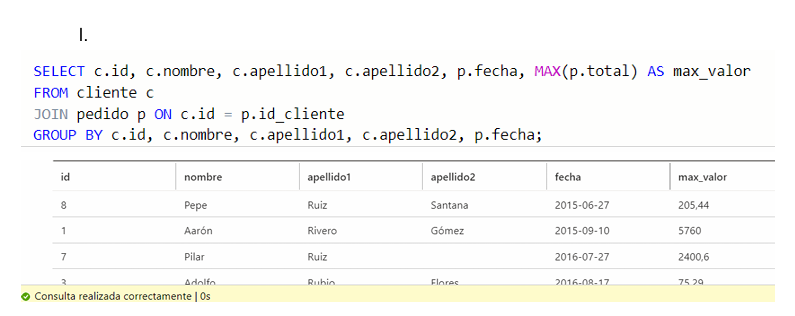 I.
SELECT c.id, c.nombre, c.apellido1, c.apellido2, p.fecha, MAX(p.total) AS max_valor
FROM cliente c
JOIN pedido p ON c.id = p.id_cliente
GROUP BY c.id, c.nombre, c.apellido1, c.apellido2, p.fecha;
id nombre apellido1 apellido2 fecha max_valor
8 Pepe Ruiz Santana 2015-06-27 205,44
1 Aarón Rivero Gómez 2015-09-10 5760
7 Pilar Ruiz 2016-07-27 2400,6
3 Adolfo Rubio Flores 2016-08-17 75,29
Consulta realizada correctamente | 0s